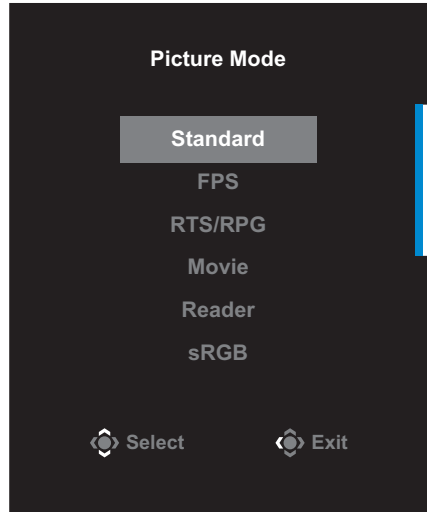 Picture Mode
Standard
FPS
RTS/RPG
Movie
Reader
sRGB
Select Exit